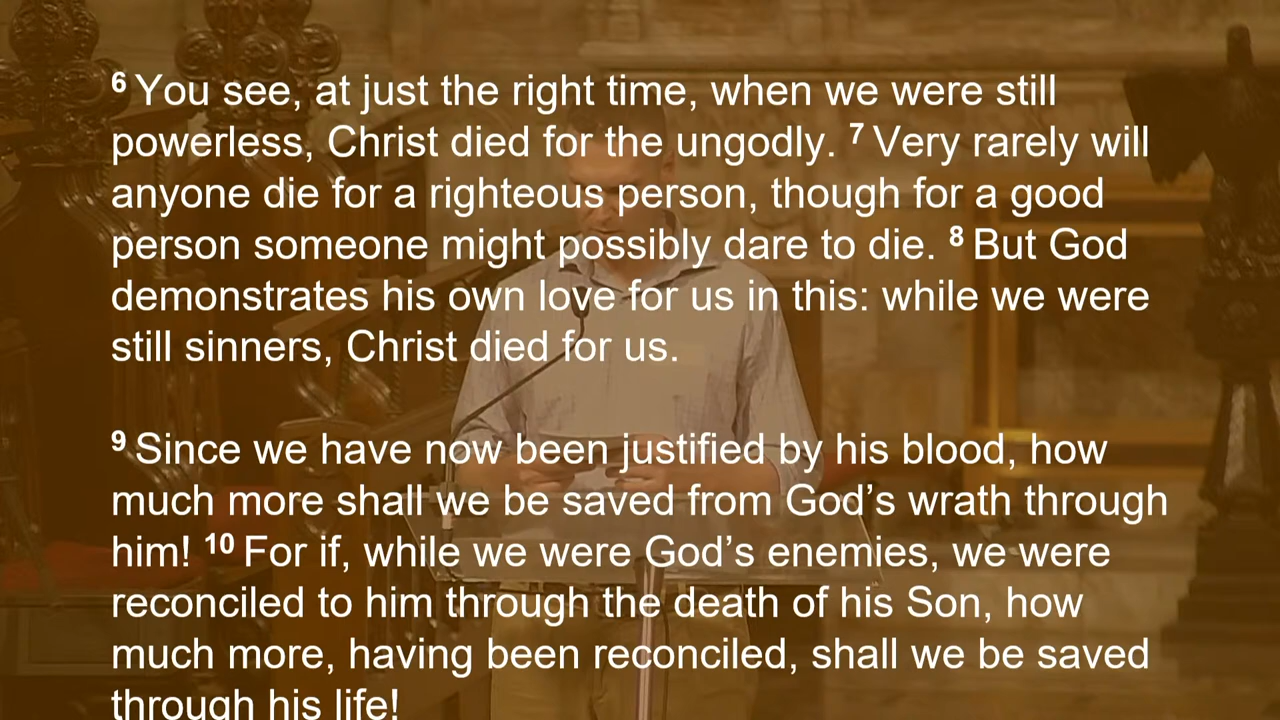 6 You see, at just the right time, when we were still
powerless, Christ died for the ungodly. 7 Very rarely will
anyone die for a righteous person, though for a good
person someone might possibly dare to die. 8 But God
demonstrates his own love for us in this: while we were
still sinners, Christ died for us.
9 Since we have now been justified by his blood, how
much more shall we be saved from God’s wrath through
him! 10 For if, while we were God’s enemies, we were
reconciled to him through the death of his Son, how
much more, having been reconciled, shall we be saved
through his life!